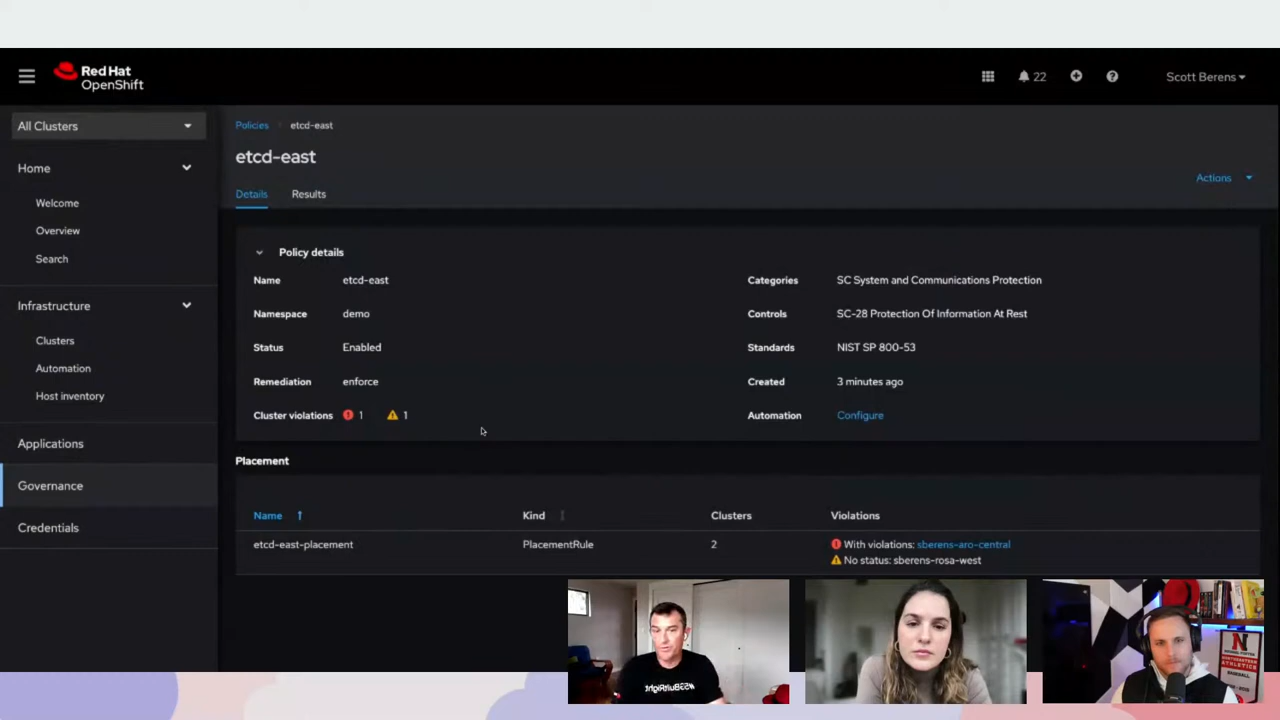 Red Hat
OpenShift
22
Scott Berens
All Clusters
Home
Welcome
Overview
Search
Infrastructure
Clusters
Automation
Host inventory
Applications
Governance
Credentials
Policies
etcd-east
etcd-east
Actions
Details
Results
Policy details
Name
etcd-east
Namespace
demo
Status
Enabled
Remediation
enforce
Cluster violations
1
1
Categories
SC System and Communications Protection
Controls
SC-28 Protection Of Information At Rest
Standards
NIST SP 800-53
Created
3 minutes ago
Automation
Configure
Placement
Name
Kind
Clusters
Violations
etcd-east-placement
PlacementRule
2
With violations: sberens-aro-central
No status: sberens-rosa-west
N
NORTHEASTERN
ATHLETICS
BASEBALL